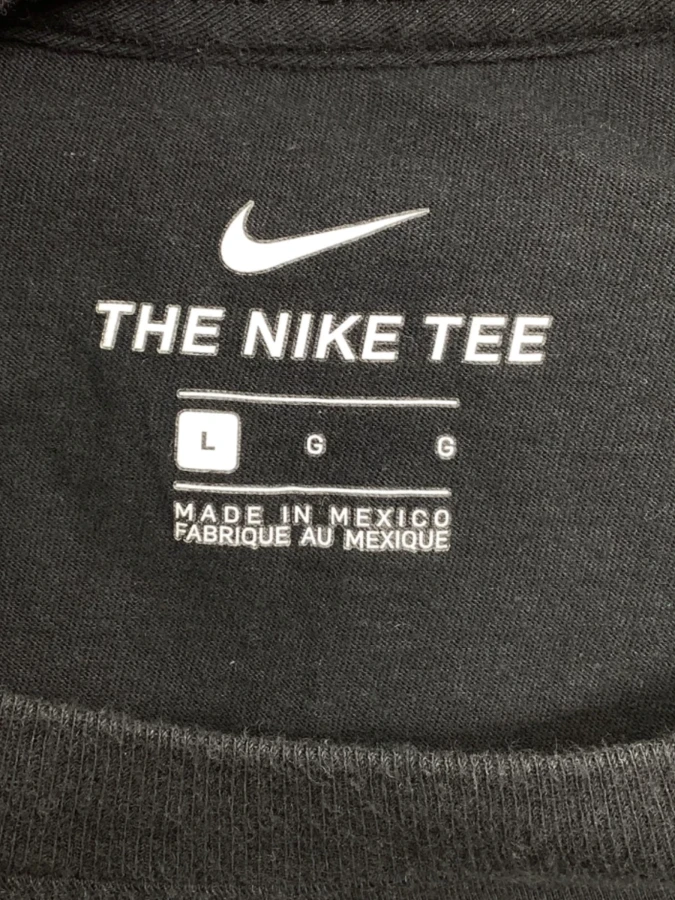 THE NIKE TEE
L G G
MADE IN MEXICO
FABRIQUE AU MEXIQUE